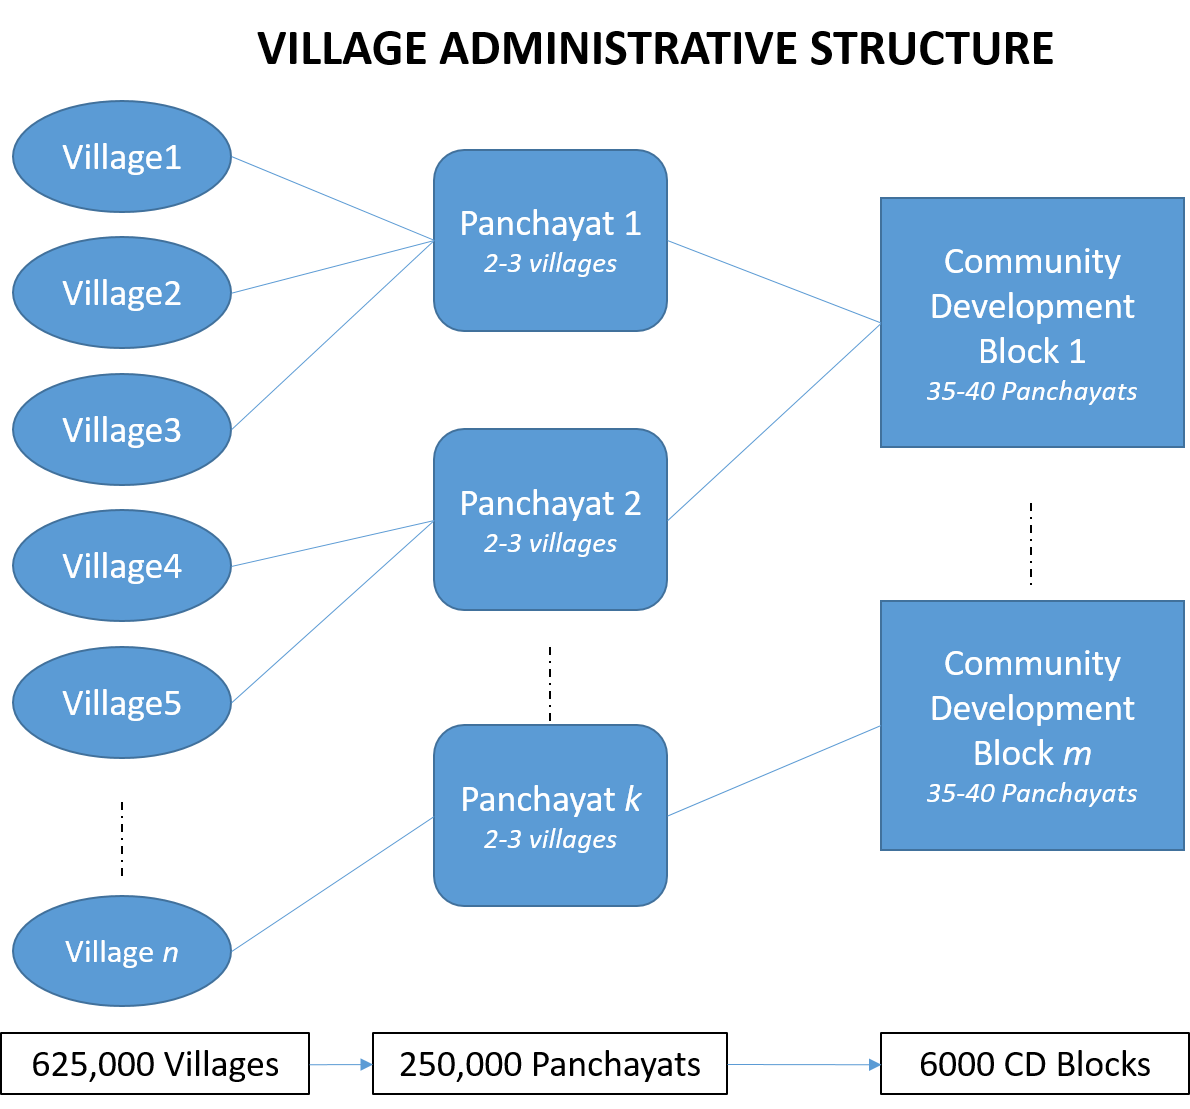 VILLAGE ADMINISTRATIVE STRUCTURE
Village1
Village2
Village3
Village4
Village5
Village n
Panchayat 1
2-3 villages
Panchayat 2
2-3 villages
Panchayat k
2-3 villages
Community
Development
Block 1
35-40 Panchayats
Community
Development
Block m
35-40 Panchayats
625,000 Villages
250,000 Panchayats
6000 CD Blocks